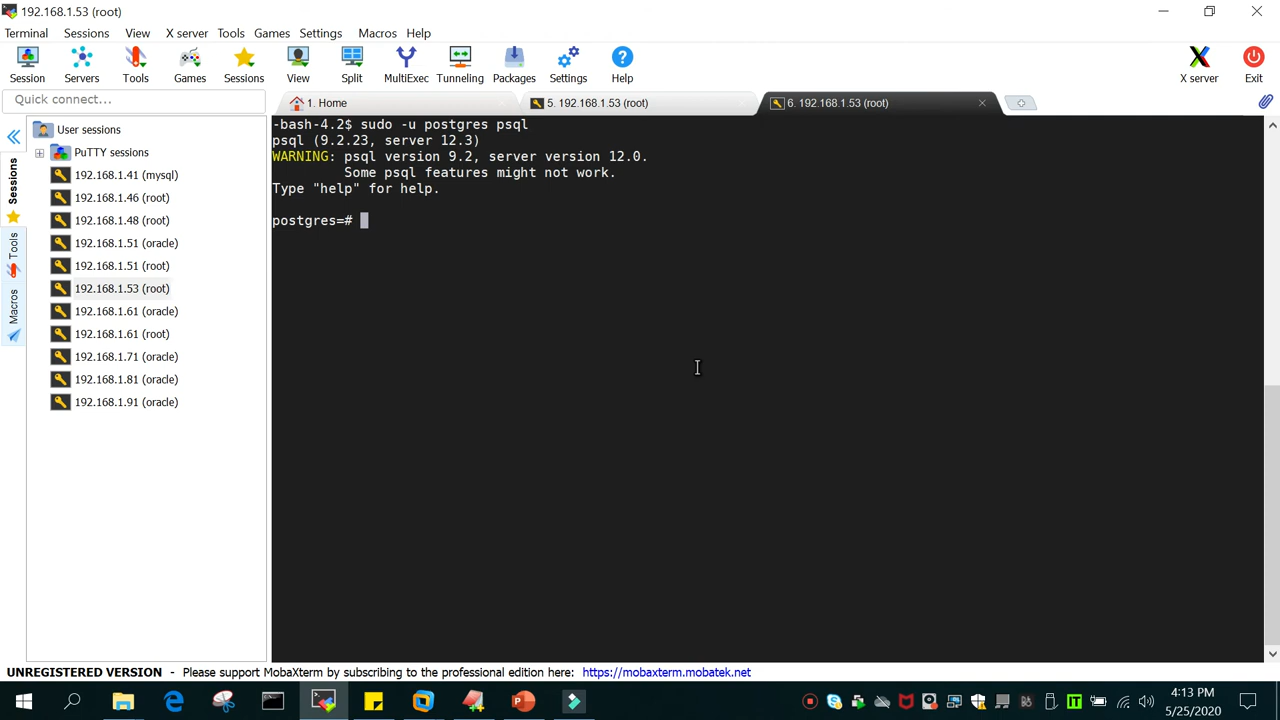 192.168.1.53 (root)
Terminal Sessions View X server Tools Games Settings Macros Help
Session Servers Tools Games Sessions View Split MultiExec Tunneling Packages Settings Help X server Exit
Quick connect...
1. Home
5. 192.168.1.53 (root)
6. 192.168.1.53 (root)
Sessions
Tools
Macros
User sessions
PuTTY sessions
192.168.1.41 (mysql)
192.168.1.46 (root)
192.168.1.48 (root)
192.168.1.51 (oracle)
192.168.1.51 (root)
192.168.1.53 (root)
192.168.1.61 (oracle)
192.168.1.61 (root)
192.168.1.71 (oracle)
192.168.1.81 (oracle)
192.168.1.91 (oracle)
-bash-4.2$ sudo -u postgres psql
psql (9.2.23, server 12.3)
WARNING: psql version 9.2, server version 12.0.
Some psql features might not work.
Type "help" for help.
postgres=#
UNREGISTERED VERSION - Please support MobaXterm by subscribing to the professional edition here: https://mobaxterm.mobatek.net
4:13 PM
5/25/2020